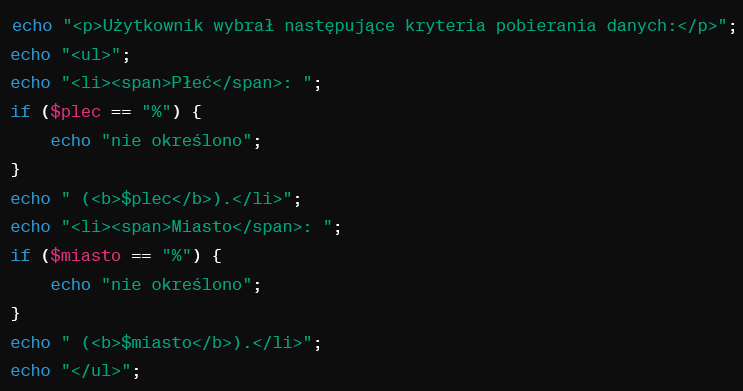 echo "<p>Użytkownik wybrał następujące kryteria pobierania danych:</p>";
echo "<ul>";
echo "<li><span>Płeć</span>: ";
if ($plec == "%") {
    echo "nie określono";
}
echo " (<b>$plec</b>).</li>";
echo "<li><span>Miasto</span>: ";
if ($miasto == "%") {
    echo "nie określono";
}
echo " (<b>$miasto</b>).</li>";
echo "</ul>";